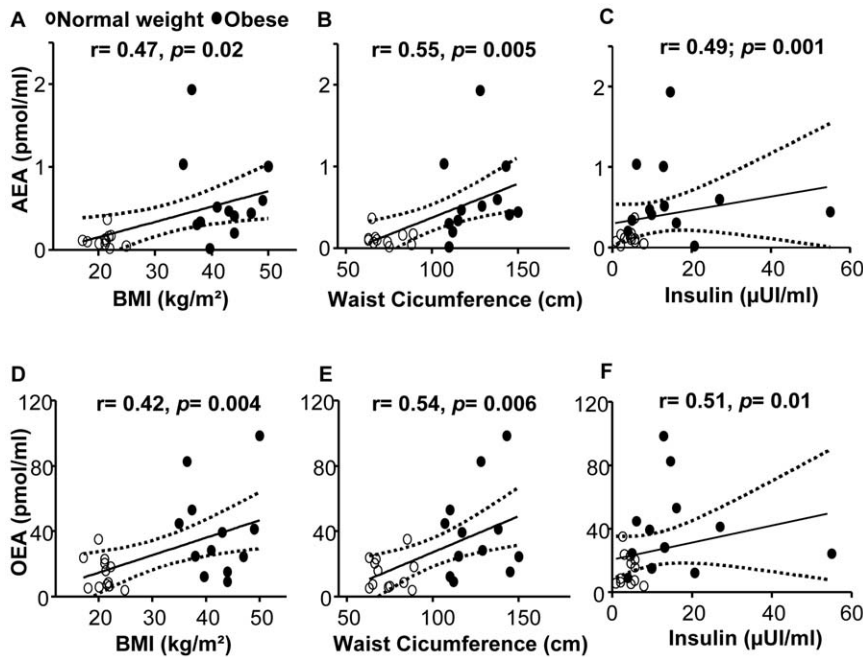 A
Normal weight Obese
r= 0.47, p= 0.02
AEA (pmol/ml)
2
1
0
20 30 40 50
BMI (kg/m²)
B
r= 0.55, p= 0.005
2
1
0
50 100 150
Waist Cicumference (cm)
C
r= 0.49; p= 0.001
2
1
0
0 20 40 60
Insulin (µUI/ml)
D
r= 0.42, p= 0.004
OEA (pmol/ml)
120
80
40
0
20 30 40 50
BMI (kg/m²)
E
r= 0.54, p= 0.006
120
80
40
0
50 100 150
Waist Cicumference (cm)
F
r= 0.51, p= 0.01
120
80
40
0
0 20 40 60
Insulin (µUI/ml)